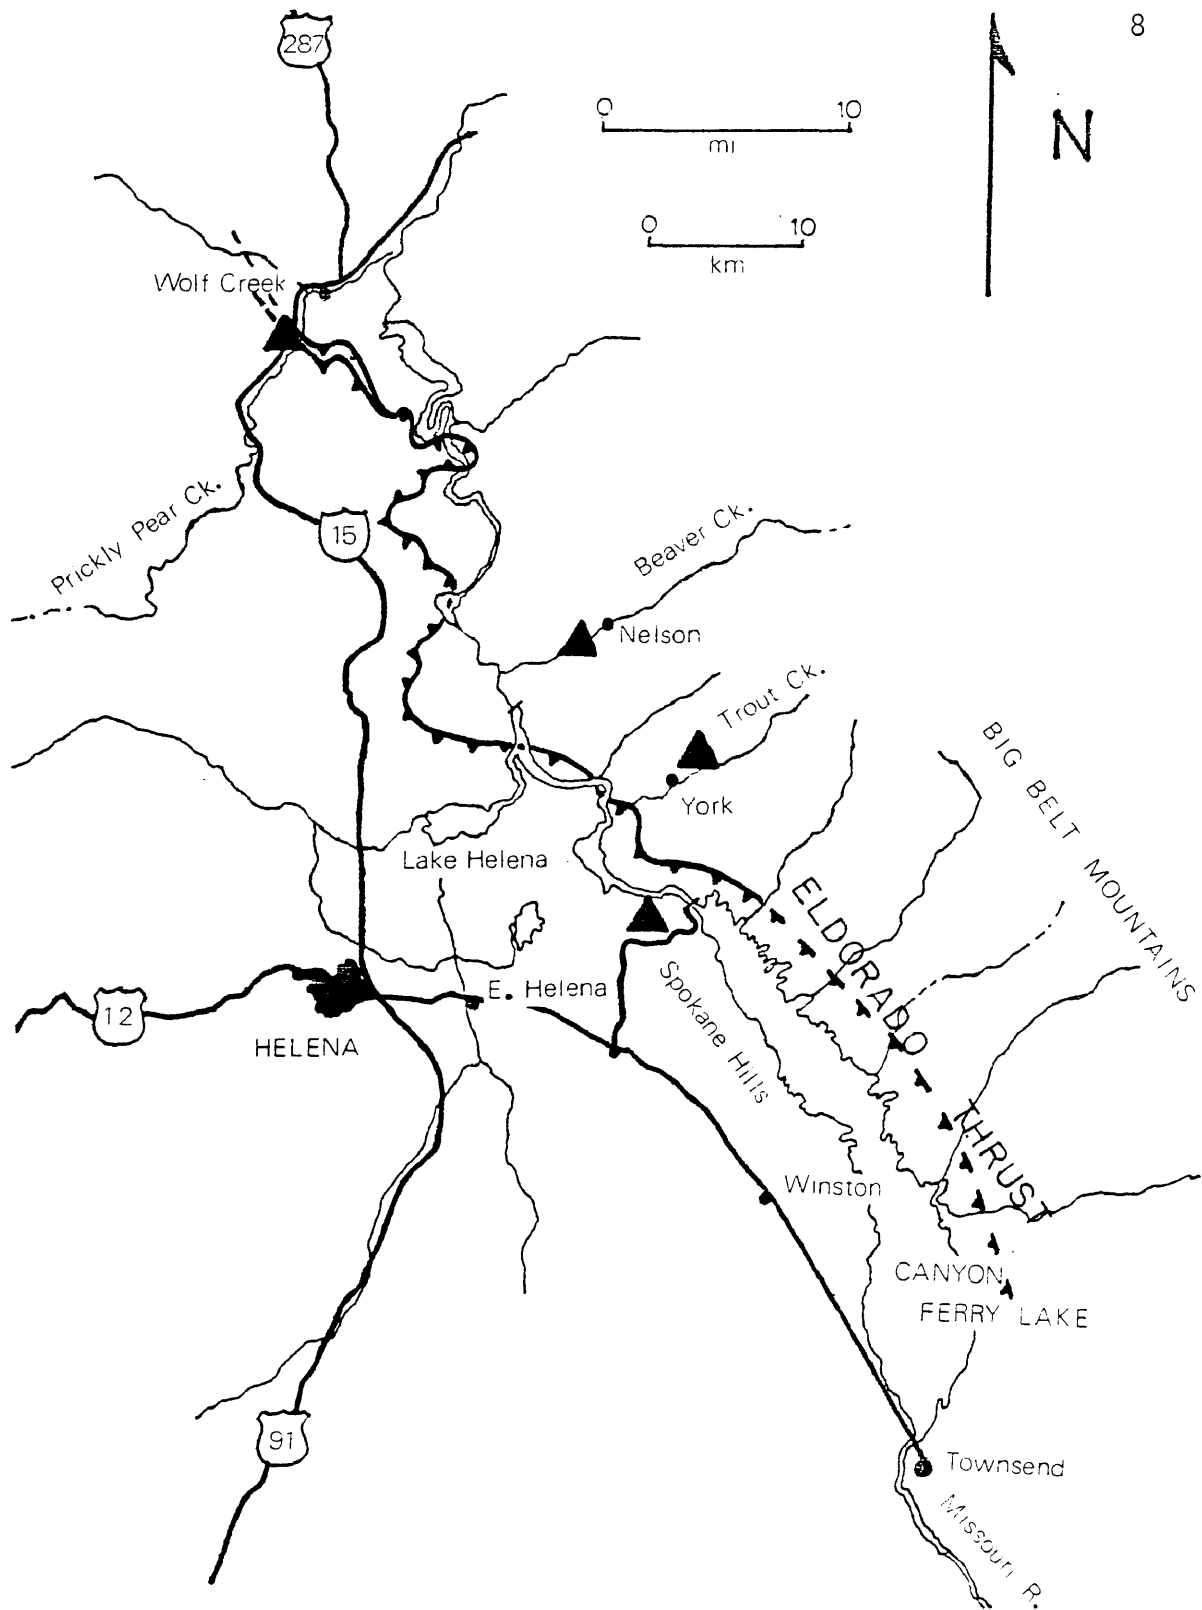 8
287
0 10
mi
N
0 10
km
Wolf Creek
Prickly Pear Ck.
15
Beaver Ck.
Nelson
Trout Ck.
York
BIG BELT MOUNTAINS
Lake Helena
ELDORADO THRUST
E. Helena
Spokane Hills
12
HELENA
Winston
CANYON
FERRY LAKE
91
Townsend
Missouri R.